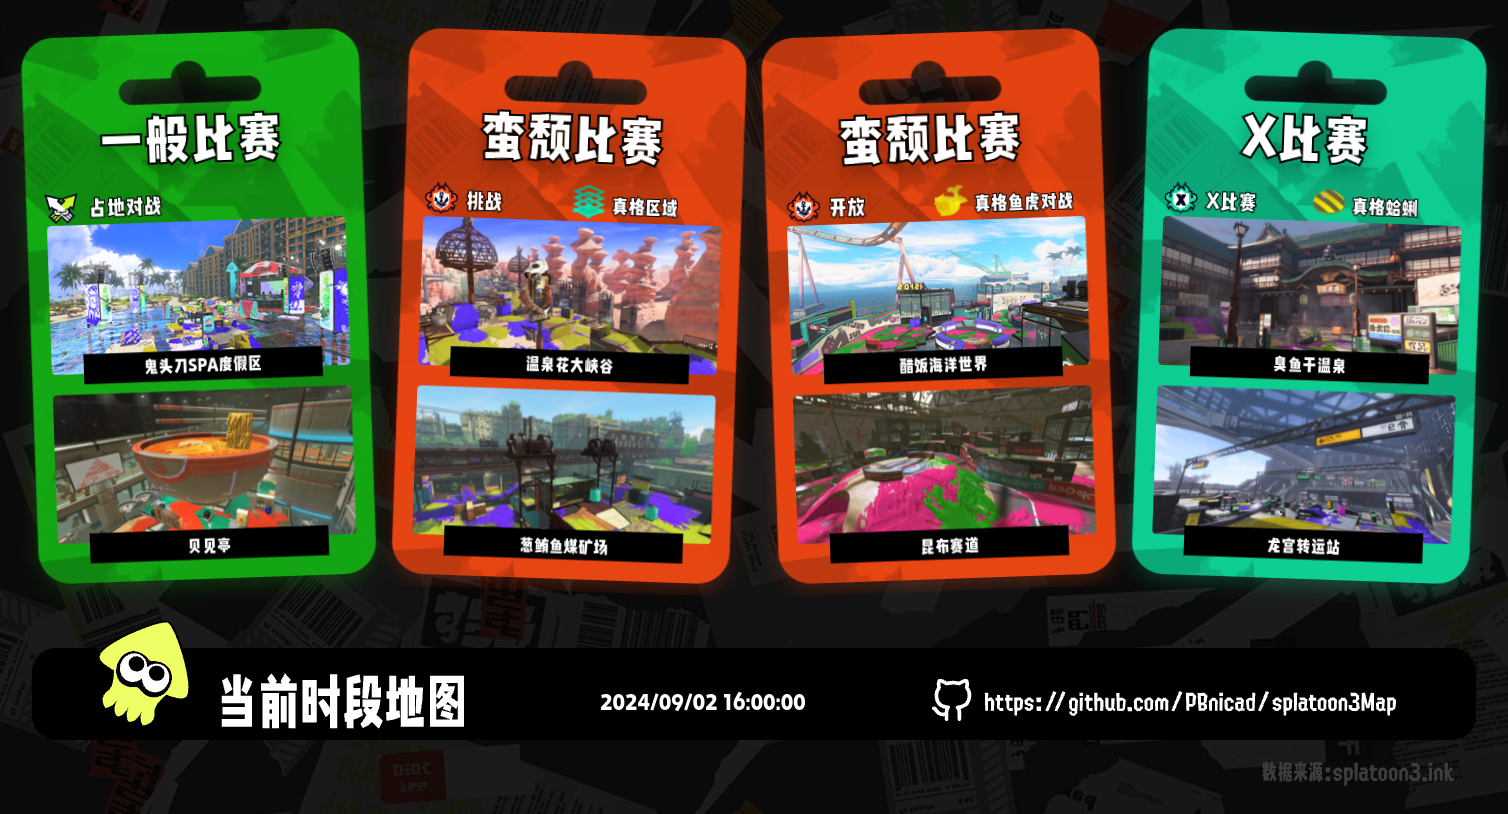 一般比赛
占地对战
鬼头刀SPA度假区
贝见亭
蛮颓比赛
挑战
真格区域
温泉花大峡谷
葱鲔鱼煤矿场
蛮颓比赛
开放
真格鱼虎对战
醋饭海洋世界
昆布赛道
X比赛
X比赛
真格蛤蜊
臭鱼干温泉
龙宫转运站
当前时段地图
2024/09/02 16:00:00
https://github.com/PBnicad/splatoon3Map
数据来源:splatoon3.ink